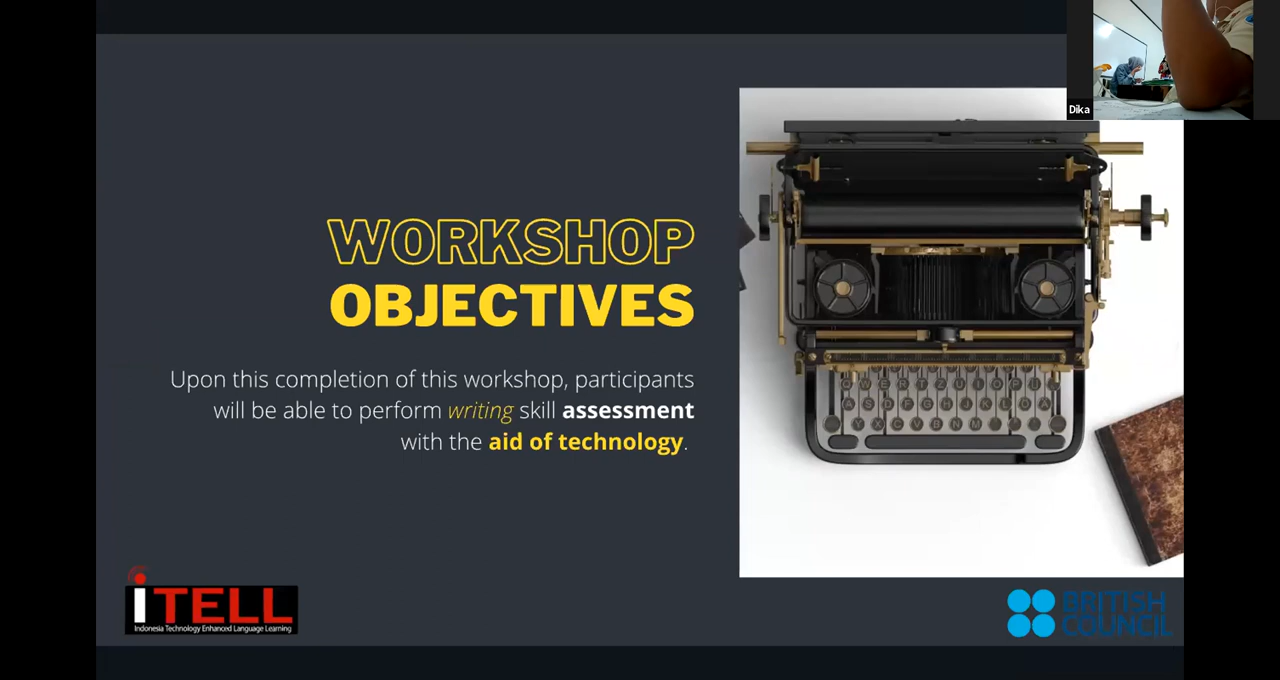 Dika
WORKSHOP
OBJECTIVES
Upon this completion of this workshop, participants
will be able to perform writing skill assessment
with the aid of technology.
iTELL
Indonesia Technology Enhanced Language Learning
BRITISH
COUNCIL